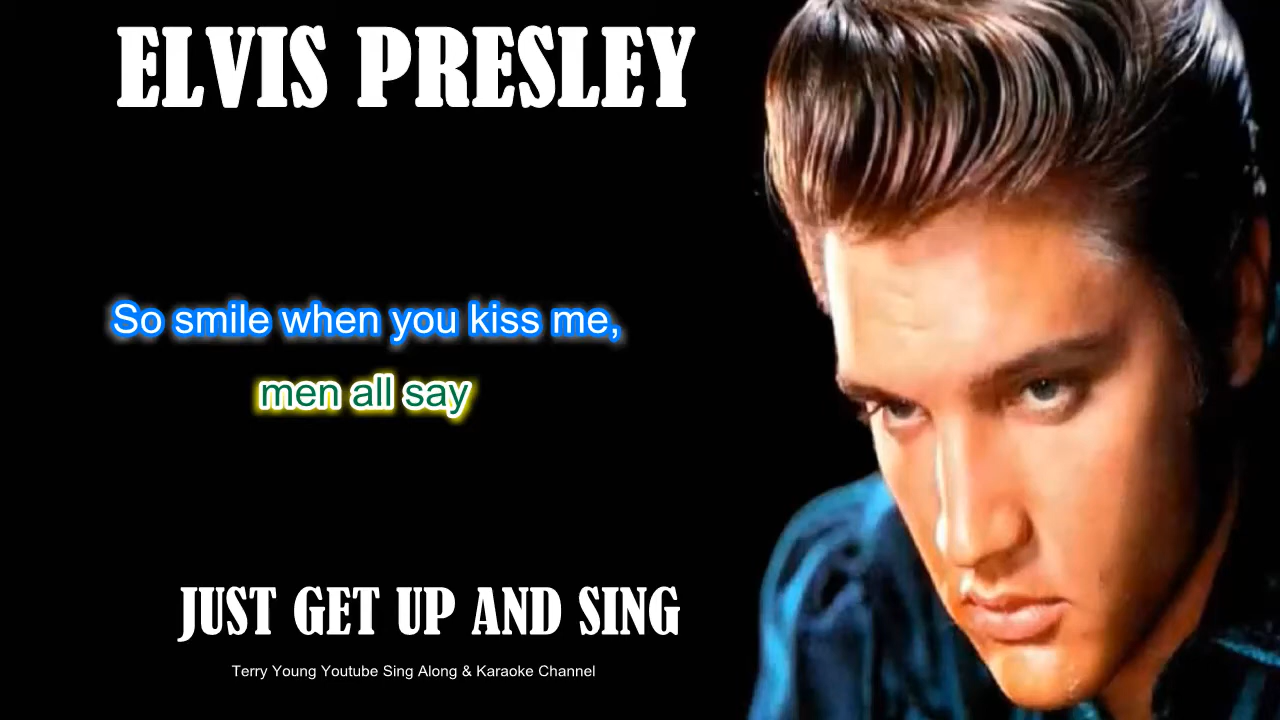 ELVIS PRESLEY
So smile when you kiss me,
men all say
JUST GET UP AND SING
Terry Young Youtube Sing Along & Karaoke Channel